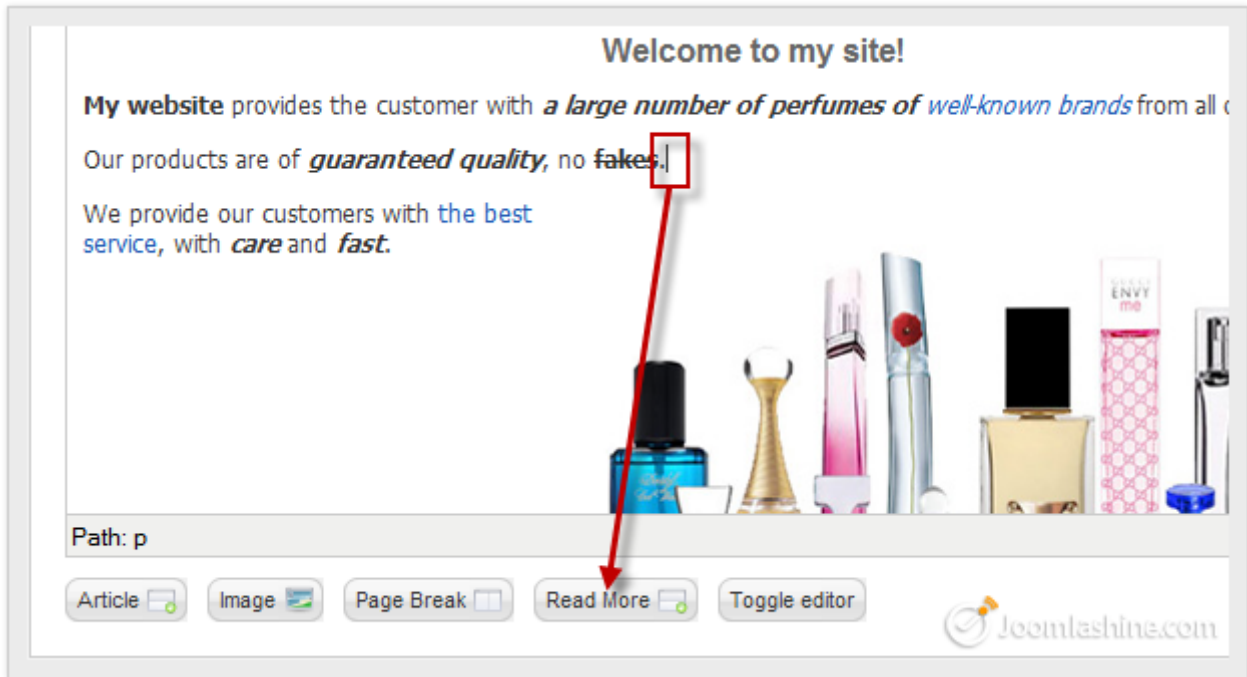 Welcome to my site!
My website provides the customer with a large number of perfumes of well-known brands from all
Our products are of guaranteed quality, no fakes.
We provide our customers with the best
service, with care and fast.
ENVY
me
Path: p
Article
Image
Page Break
Read More
Toggle editor
Joomlashine.com